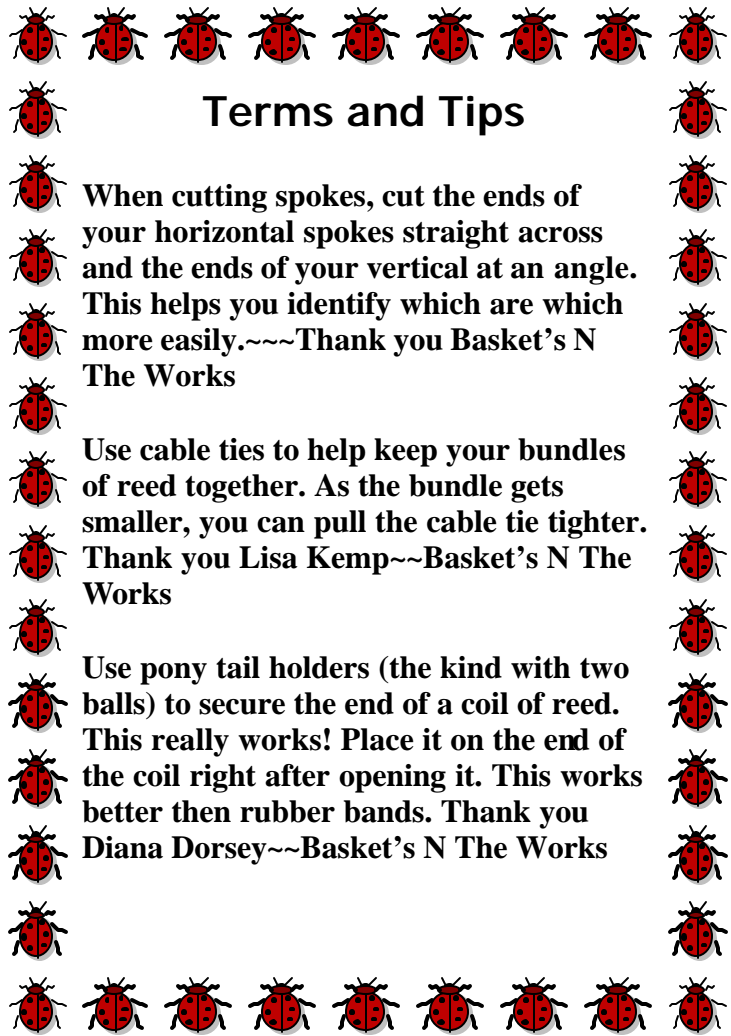 Terms and Tips
When cutting spokes, cut the ends of
your horizontal spokes straight across
and the ends of your vertical at an angle.
This helps you identify which are which
more easily.~~~Thank you Basket’s N
The Works
Use cable ties to help keep your bundles
of reed together. As the bundle gets
smaller, you can pull the cable tie tighter.
Thank you Lisa Kemp~~Basket’s N The
Works
Use pony tail holders (the kind with two
balls) to secure the end of a coil of reed.
This really works! Place it on the end of
the coil right after opening it. This works
better then rubber bands. Thank you
Diana Dorsey~~Basket’s N The Works